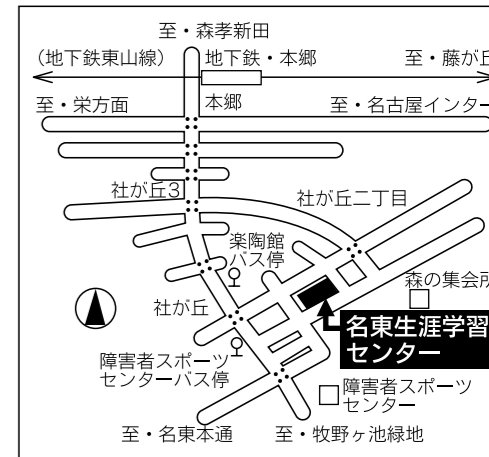 至・森孝新田
（地下鉄東山線）
地下鉄・本郷
至・藤が丘
至・栄方面
本郷
至・名古屋インター
社が丘3
社が丘二丁目
楽陶館
バス停
森の集会所
社が丘
名東生涯学習
センター
障害者スポーツ
センターバス停
障害者スポーツ
センター
至・名東本通
至・牧野ヶ池緑地